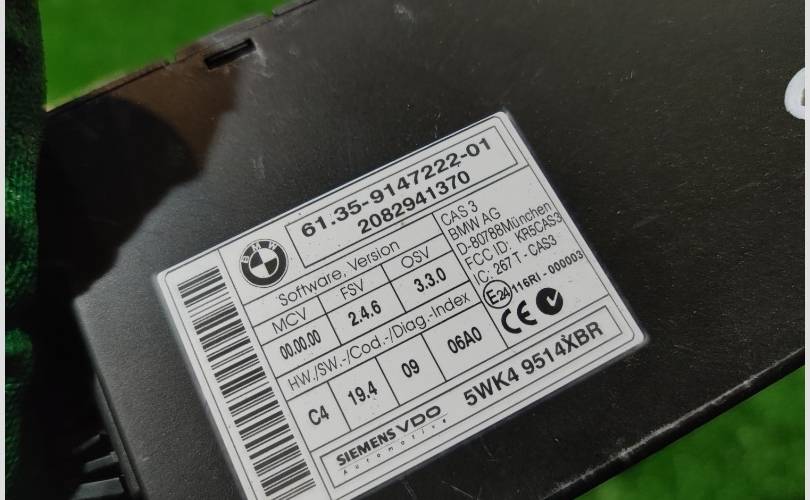 61.35-9147222-01
2082941370
BMW
Software, Version
MCV FSV OSV
00.00.00 2.4.6 3.3.0
HW./SW.-/Cod.-/Diag.-Index
C4 19.4 09 06A0
CAS 3
BMW AG
D-80788München
FCC ID: KR5CAS3
IC: 267 T - CAS3
E24 116RI - 000003
CE
SIEMENS VDO
Automotive
5WK4 9514XBR